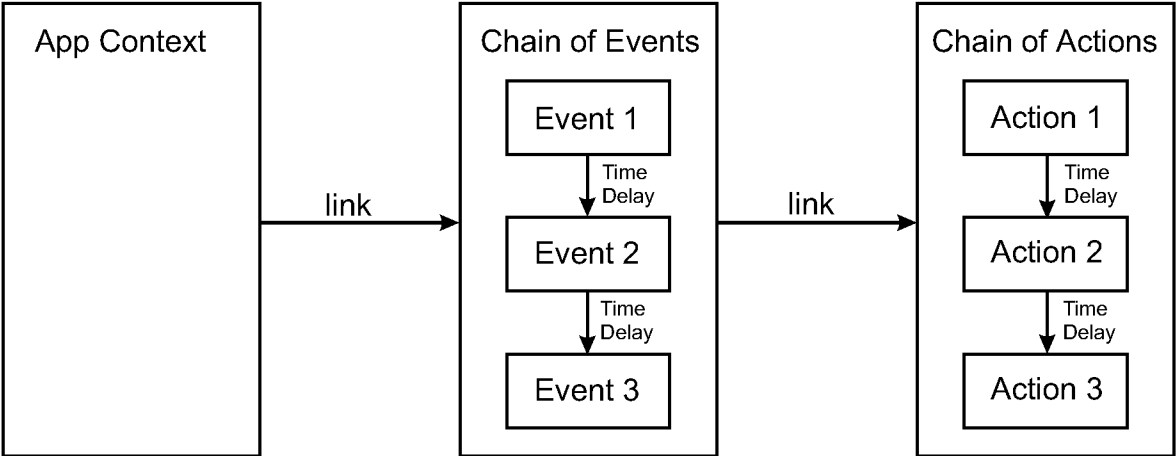 App Context
link
Chain of Events
Event 1
Time
Delay
Event 2
Time
Delay
Event 3
link
Chain of Actions
Action 1
Time
Delay
Action 2
Time
Delay
Action 3